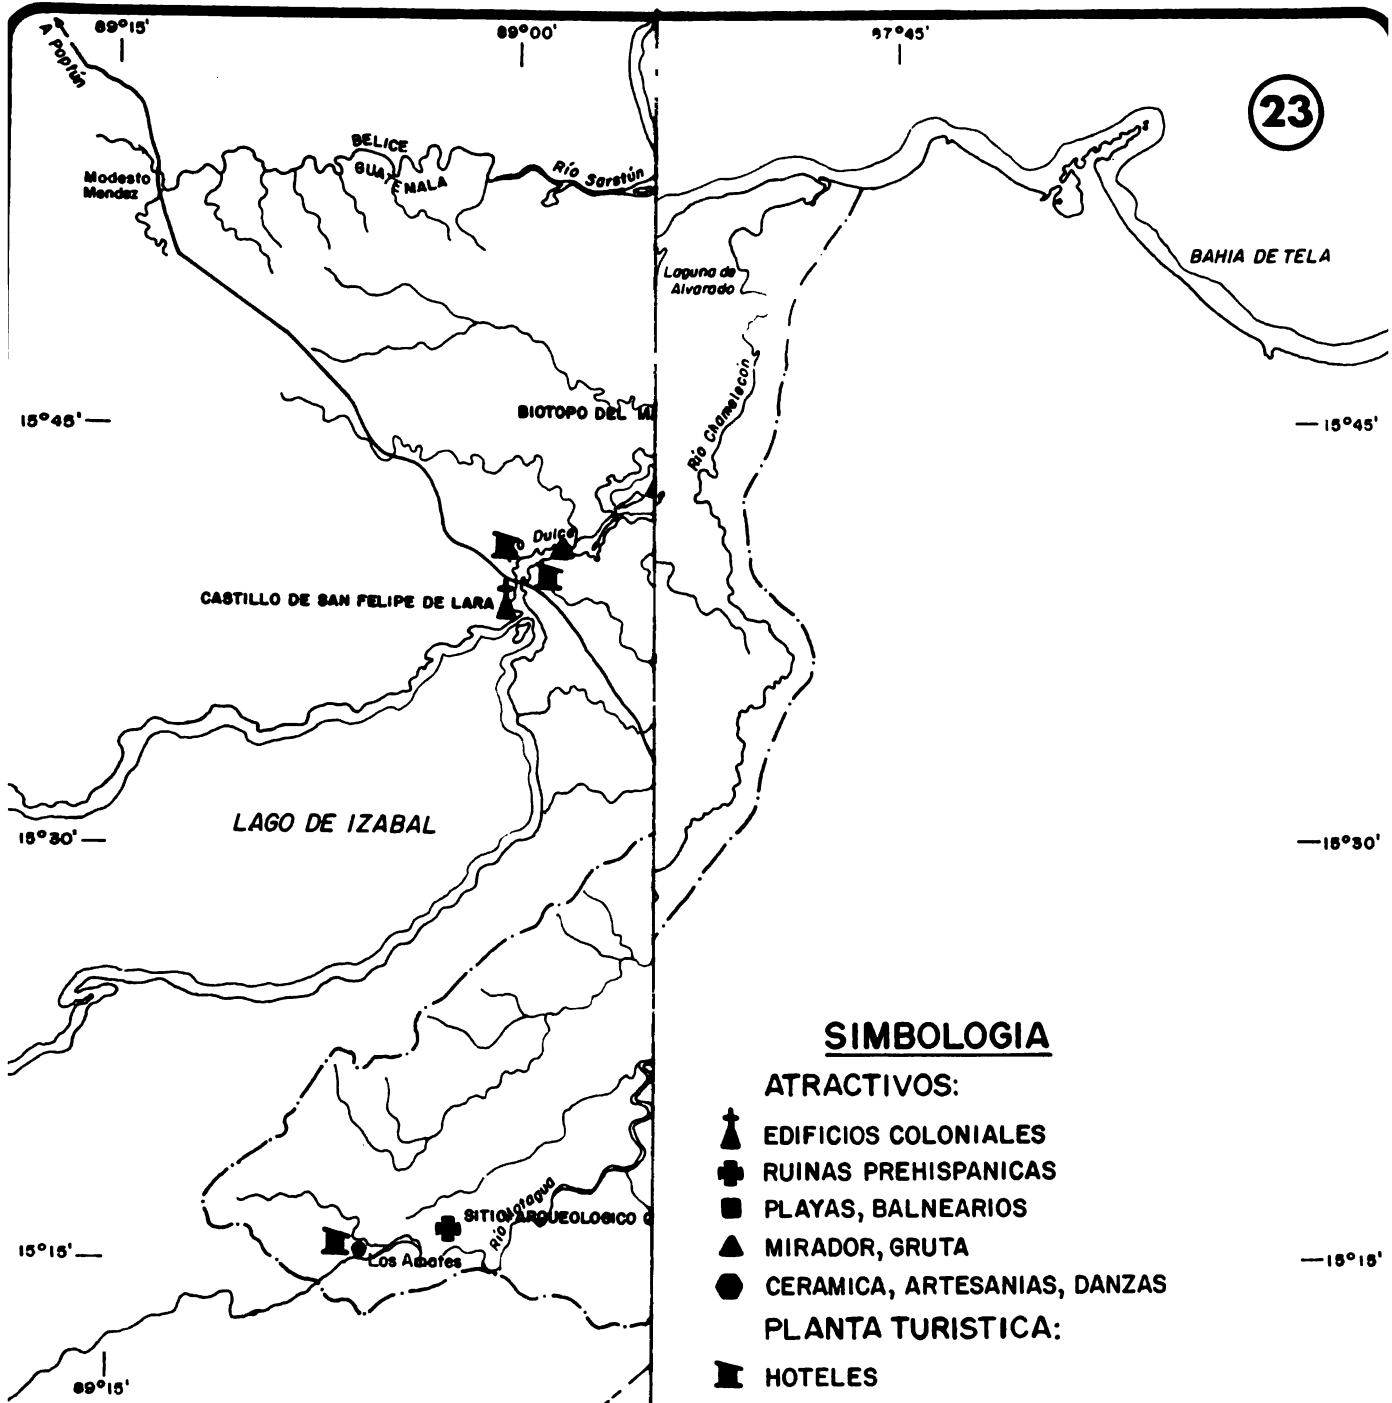 89°15'
89°00'
87°45'
A Poptún
23
BELICE
GUATENALA
Río Sarstún
Modesto
Mendez
BAHIA DE TELA
Laguna de
Alvarado
Río Chamelecón
15°45'
BIOTOPO DEL
15°45'
Dulce
CASTILLO DE SAN FELIPE DE LARA
LAGO DE IZABAL
15°30'
15°30'
SIMBOLOGIA
ATRACTIVOS:
EDIFICIOS COLONIALES
RUINAS PREHISPANICAS
PLAYAS, BALNEARIOS
MIRADOR, GRUTA
CERAMICA, ARTESANIAS, DANZAS
PLANTA TURISTICA:
HOTELES
Río Motagua
SITIO ARQUEOLOGICO
15°15'
Los Amates
15°15'
89°15'